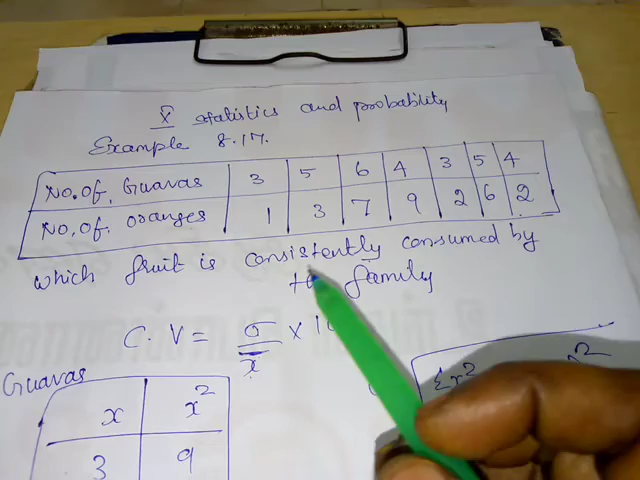 X statistics and probability
Example 8.17.
No. of. Guavas 3 5 6 4 3 5 4
No. of. oranges 1 3 7 9 2 6 2
which fruit is consistently consumed by
family
C. V = σ/x̄ × 1
Guavas
x x²
Σx²
3 9